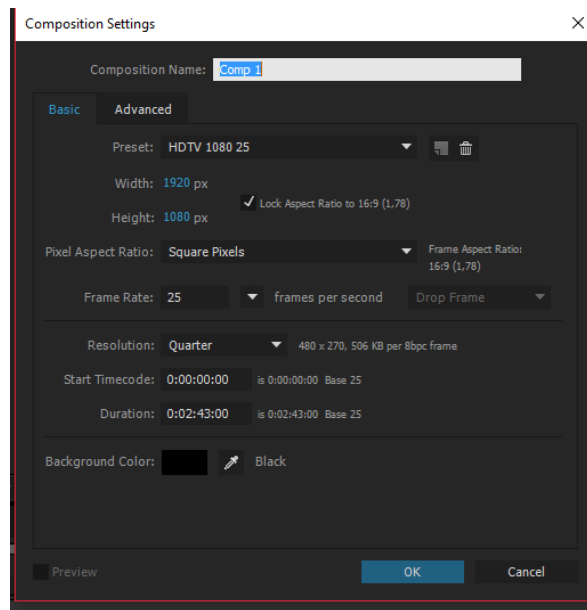 Composition Settings
Composition Name: Comp 1
Basic Advanced
Preset: HDTV 1080 25
Width: 1920 px
Lock Aspect Ratio to 16:9 (1,78)
Height: 1080 px
Pixel Aspect Ratio: Square Pixels
Frame Aspect Ratio:
16:9 (1,78)
Frame Rate: 25 frames per second Drop Frame
Resolution: Quarter 480 x 270, 506 KB per 8bpc frame
Start Timecode: 0:00:00:00 is 0:00:00:00 Base 25
Duration: 0:02:43:00 is 0:02:43:00 Base 25
Background Color: Black
Preview OK Cancel